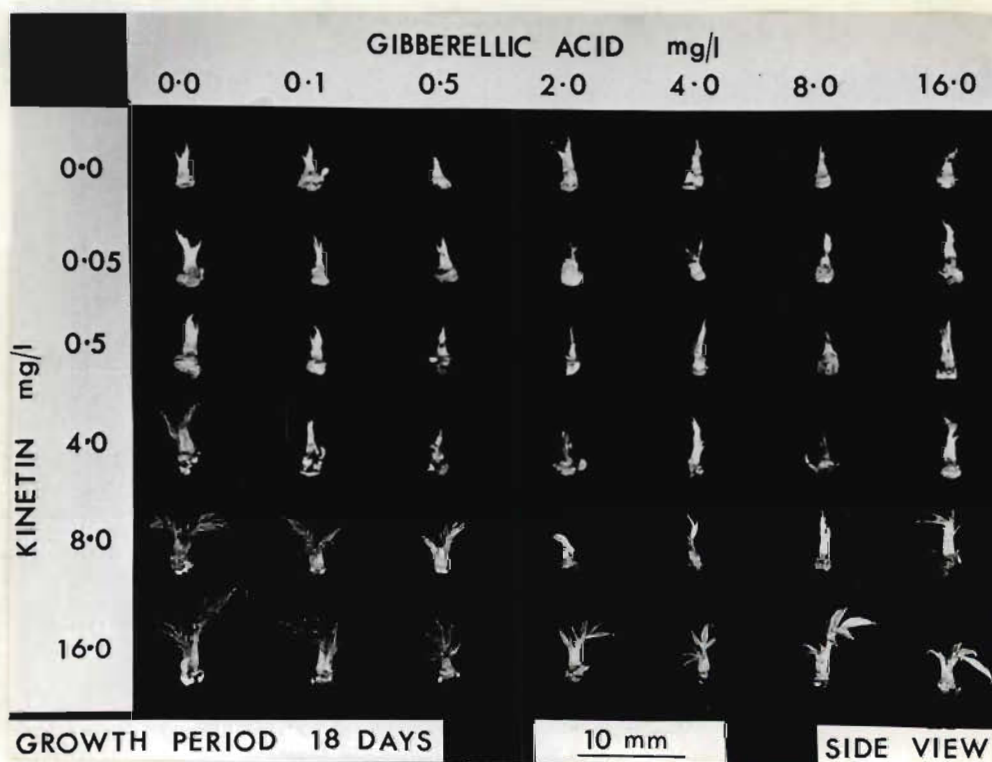 GIBBERELLIC ACID mg/l
0·0 0·1 0·5 2·0 4·0 8·0 16·0
KINETIN mg/l
0·0
0·05
0·5
4·0
8·0
16·0
GROWTH PERIOD 18 DAYS
10 mm
SIDE VIEW